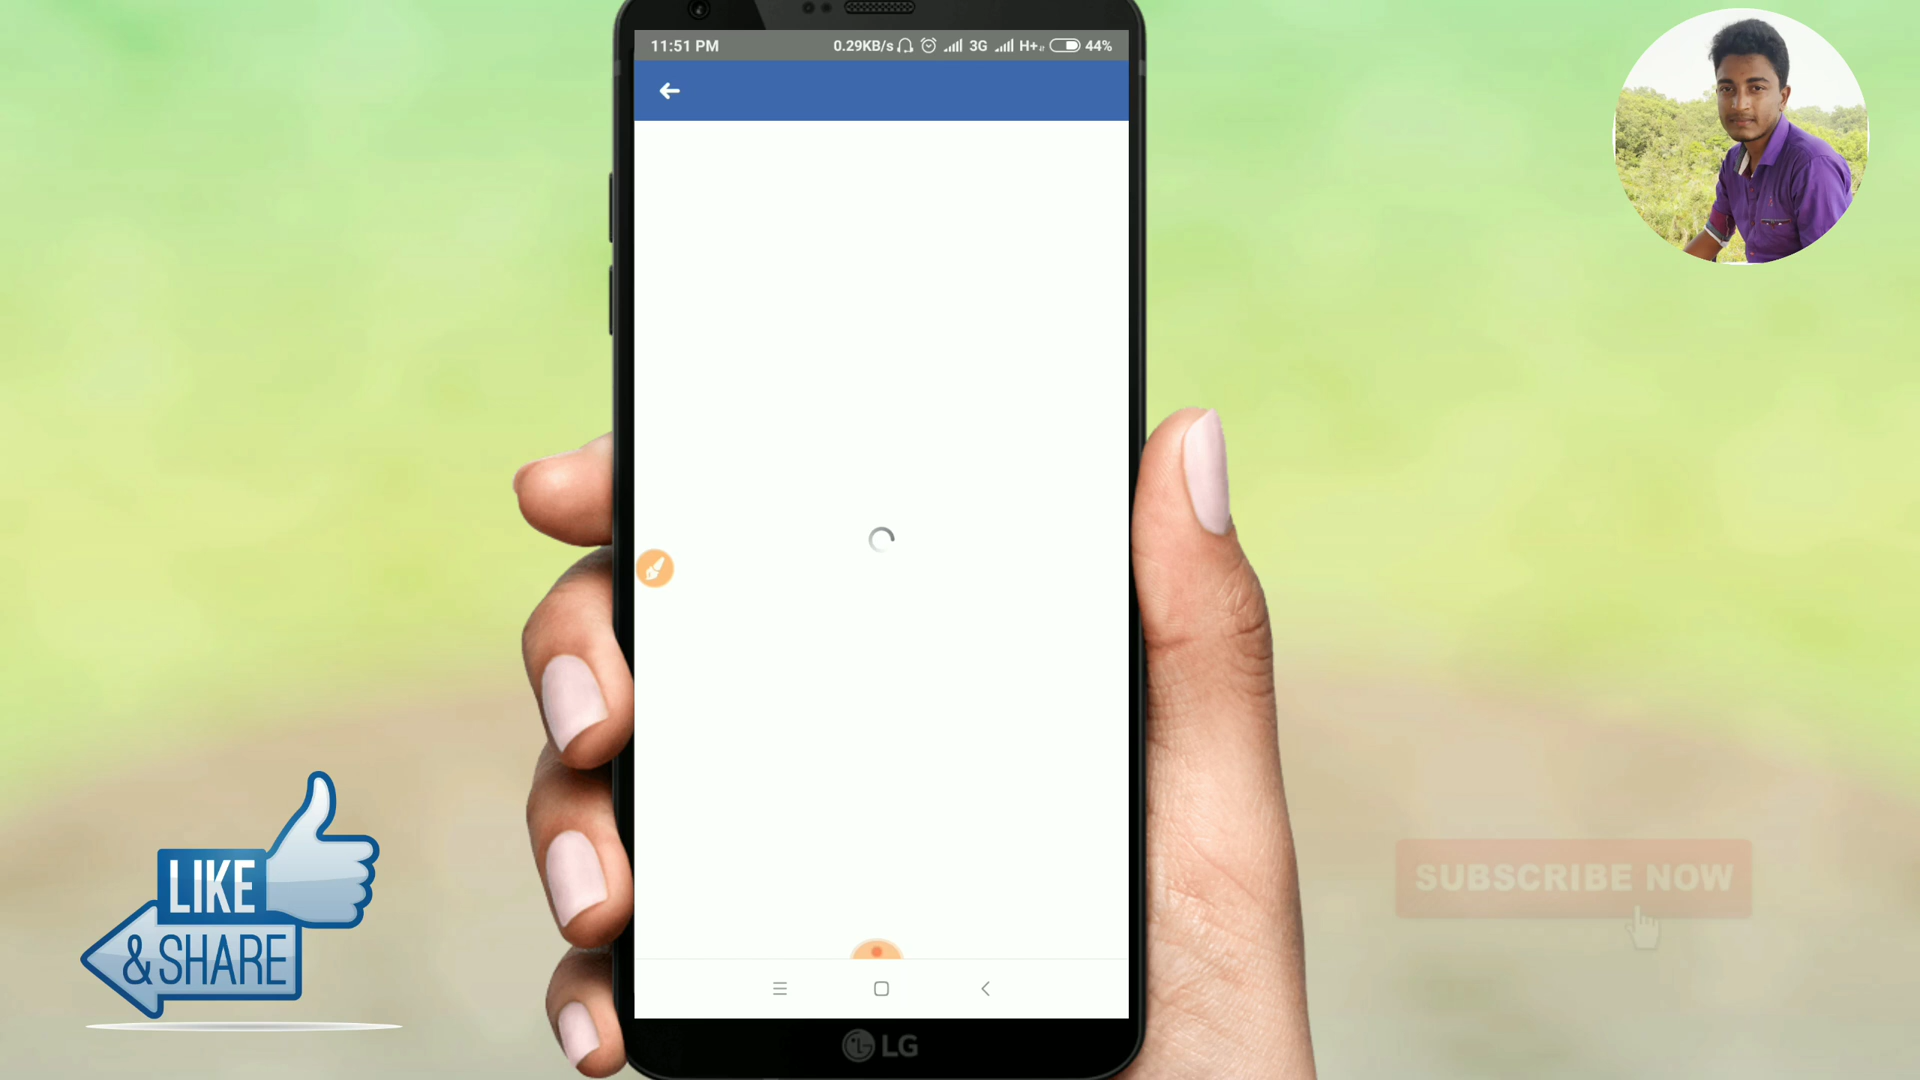 11:51 PM 0.29KB/s 3G H+ 44%
LIKE
& SHARE
SUBSCRIBE NOW
LG